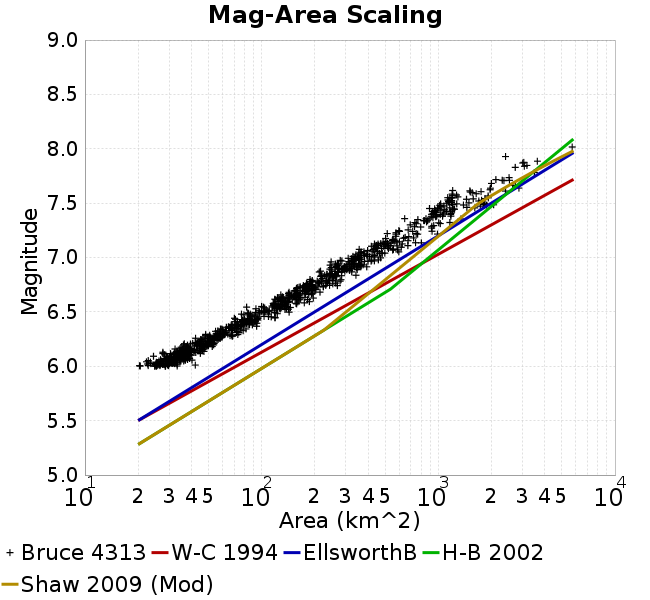 Mag-Area Scaling
9.0
8.5
8.0
7.5
7.0
6.5
6.0
5.5
5.0
Magnitude
10^1 2 3 4 5 10^2 2 3 4 5 10^3 2 3 4 5 10^4
Area (km^2)
Bruce 4313 W-C 1994 EllsworthB H-B 2002
Shaw 2009 (Mod)